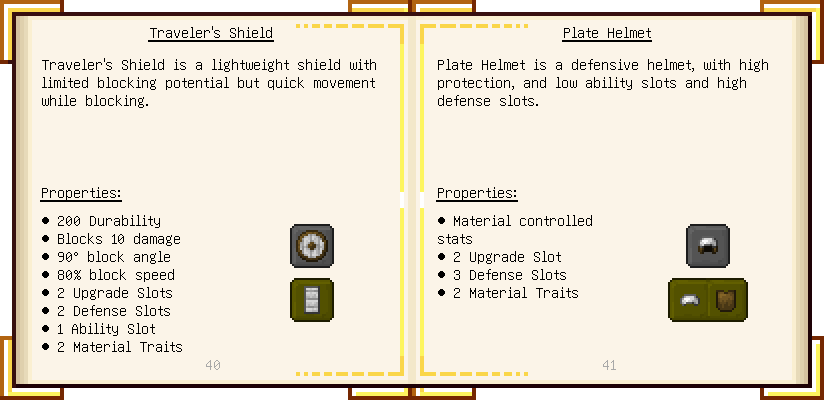 Traveler's Shield
Traveler's Shield is a lightweight shield with
limited blocking potential but quick movement
while blocking.
Properties:
● 200 Durability
● Blocks 10 damage
● 90° block angle
● 80% block speed
● 2 Upgrade Slots
● 2 Defense Slots
● 1 Ability Slot
● 2 Material Traits
40
Plate Helmet
Plate Helmet is a defensive helmet, with high
protection, and low ability slots and high
defense slots.
Properties:
● Material controlled
stats
● 2 Upgrade Slot
● 3 Defense Slots
● 2 Material Traits
41